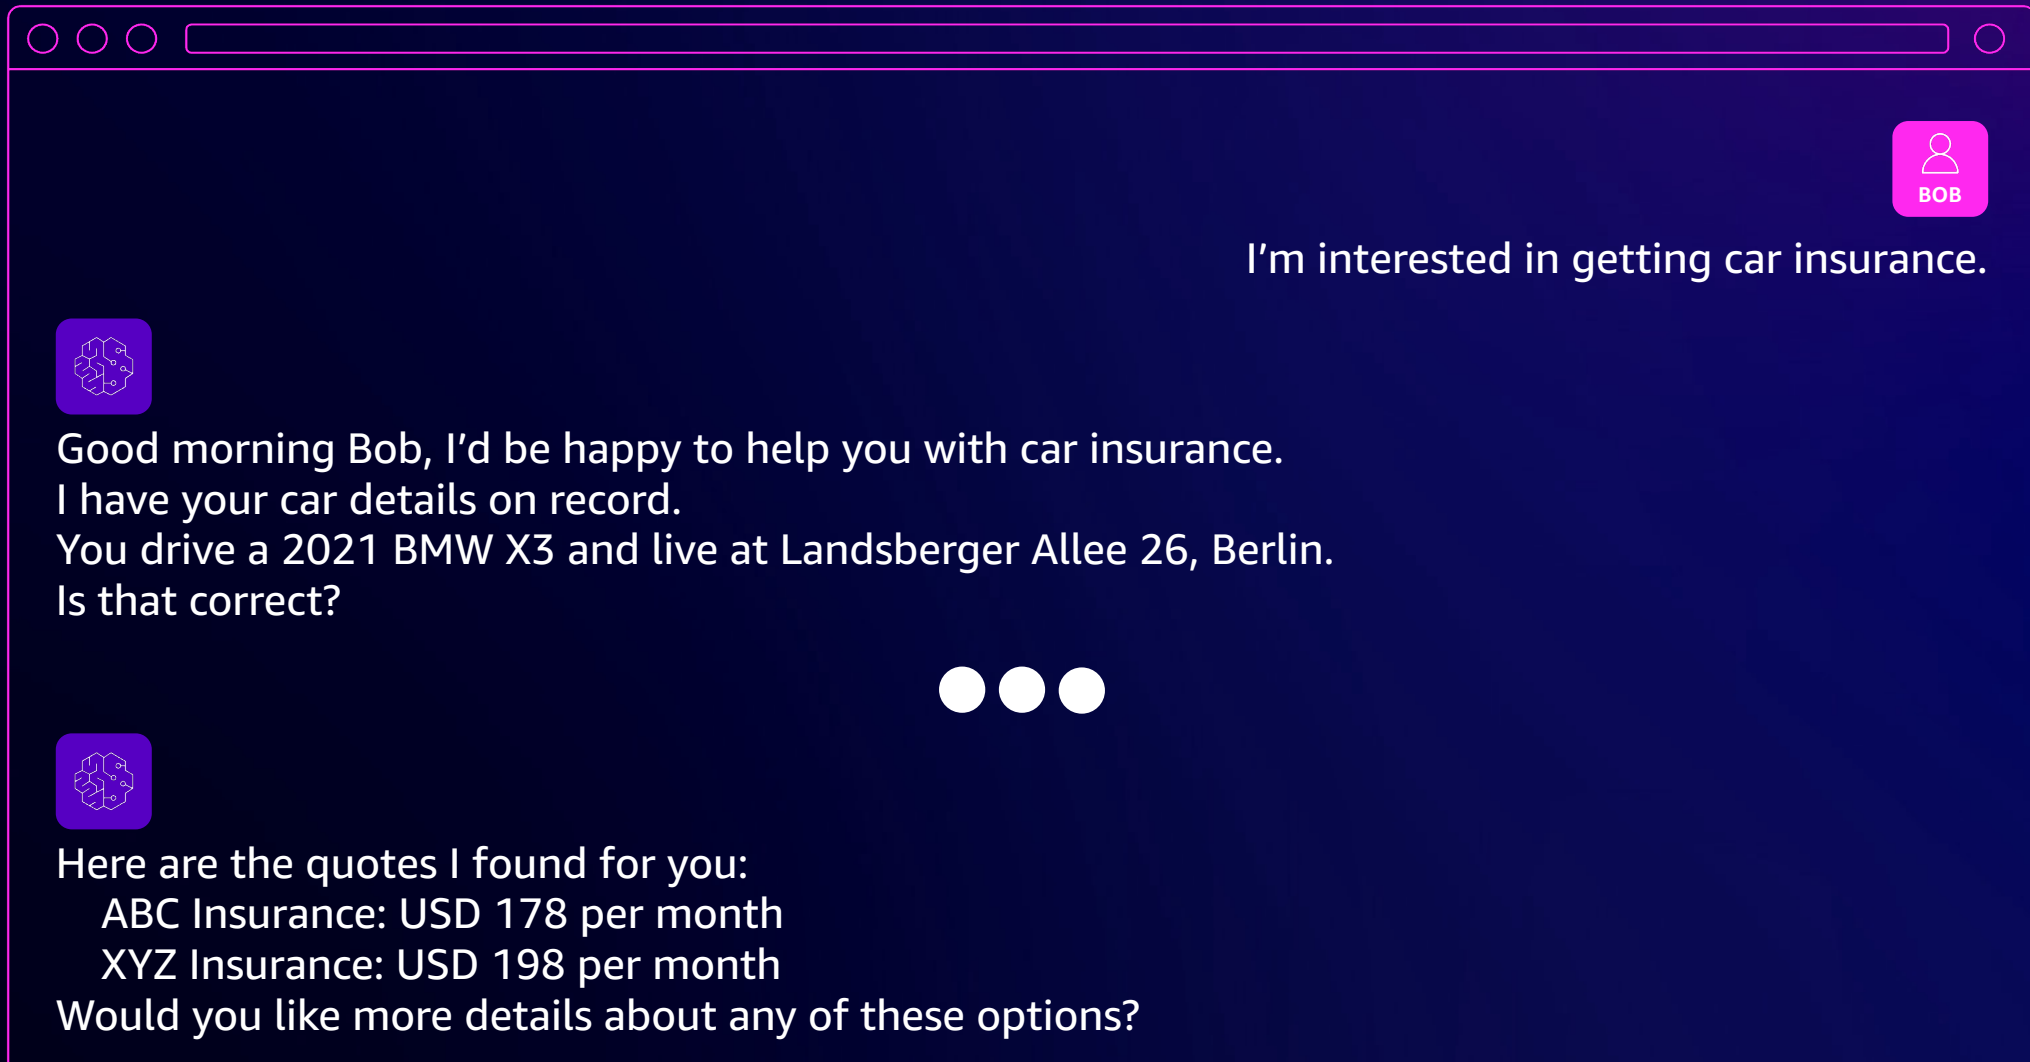 BOB
I’m interested in getting car insurance.
Good morning Bob, I’d be happy to help you with car insurance.
I have your car details on record.
You drive a 2021 BMW X3 and live at Landsberger Allee 26, Berlin.
Is that correct?
Here are the quotes I found for you:
ABC Insurance: USD 178 per month
XYZ Insurance: USD 198 per month
Would you like more details about any of these options?